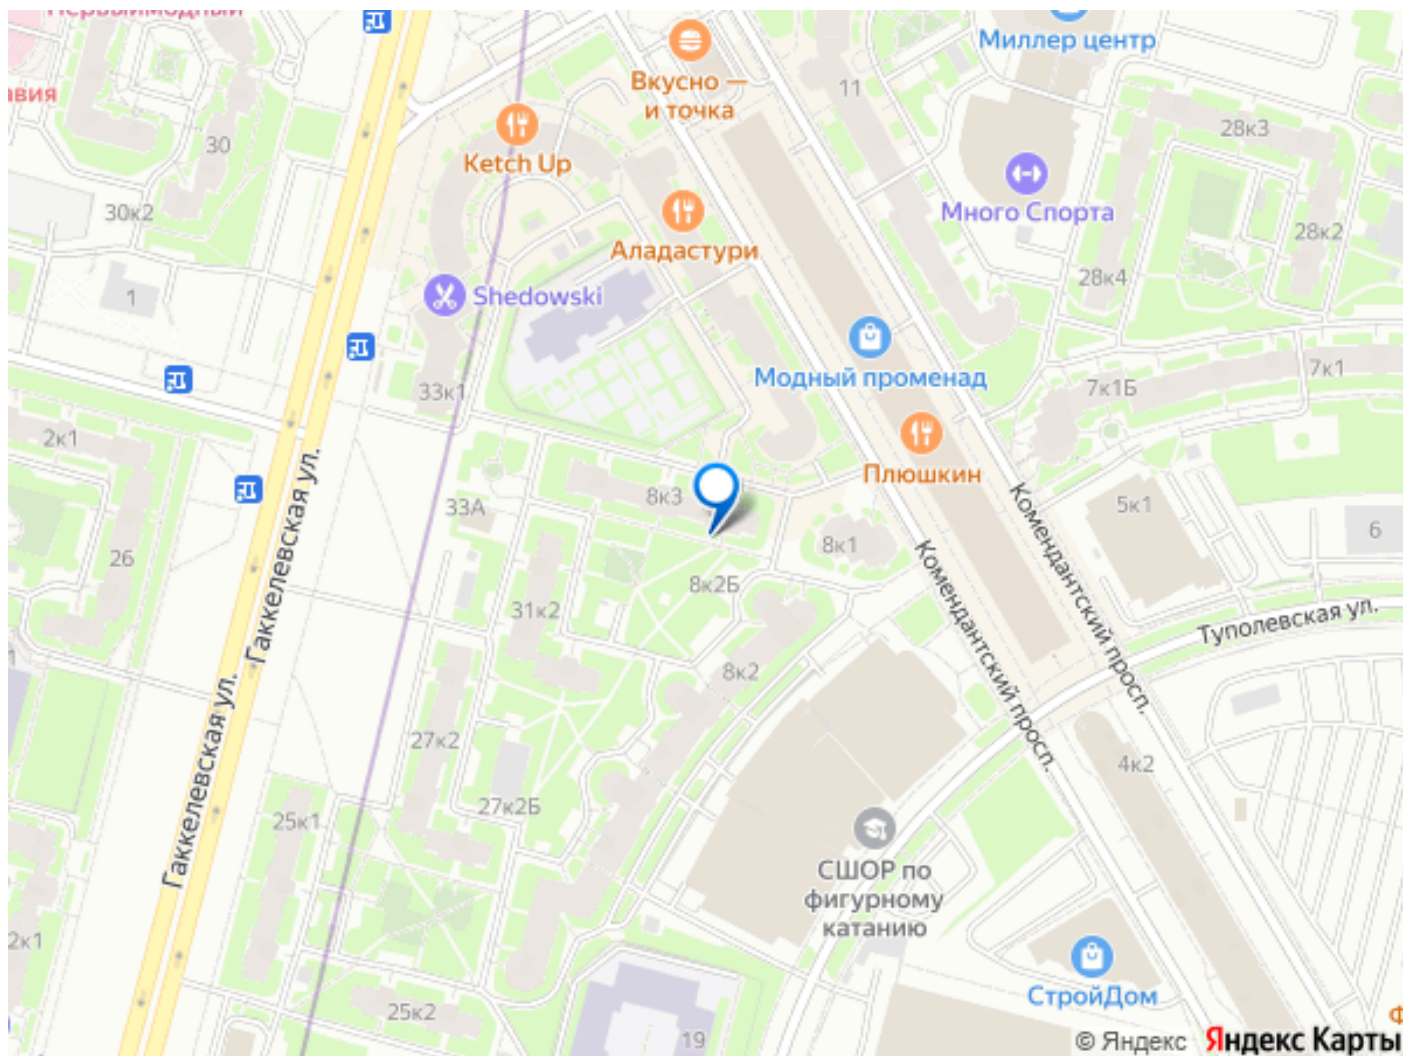 Первыймодный
Миллер центр
Вкусно —
и точка
авия
11
28к3
30
Ketch Up
30к2
Много Спорта
28к2
Аладастури
28к4
1
Shedowski
Модный променад
7к1
33к1
7к1Б
2к1
Плюшкин
8к3
33А
5к1
6
Гаккелевская ул.
8к1
26
8к2Б
31к2
Комендантский просп.
Комендантский просп.
Туполевская ул.
8к2
27к2
4к2
Гаккелевская ул.
27к2Б
25к1
СШОР по
фигурному
катанию
2к1
СтройДом
25к2
19
© Яндекс Яндекс Карты